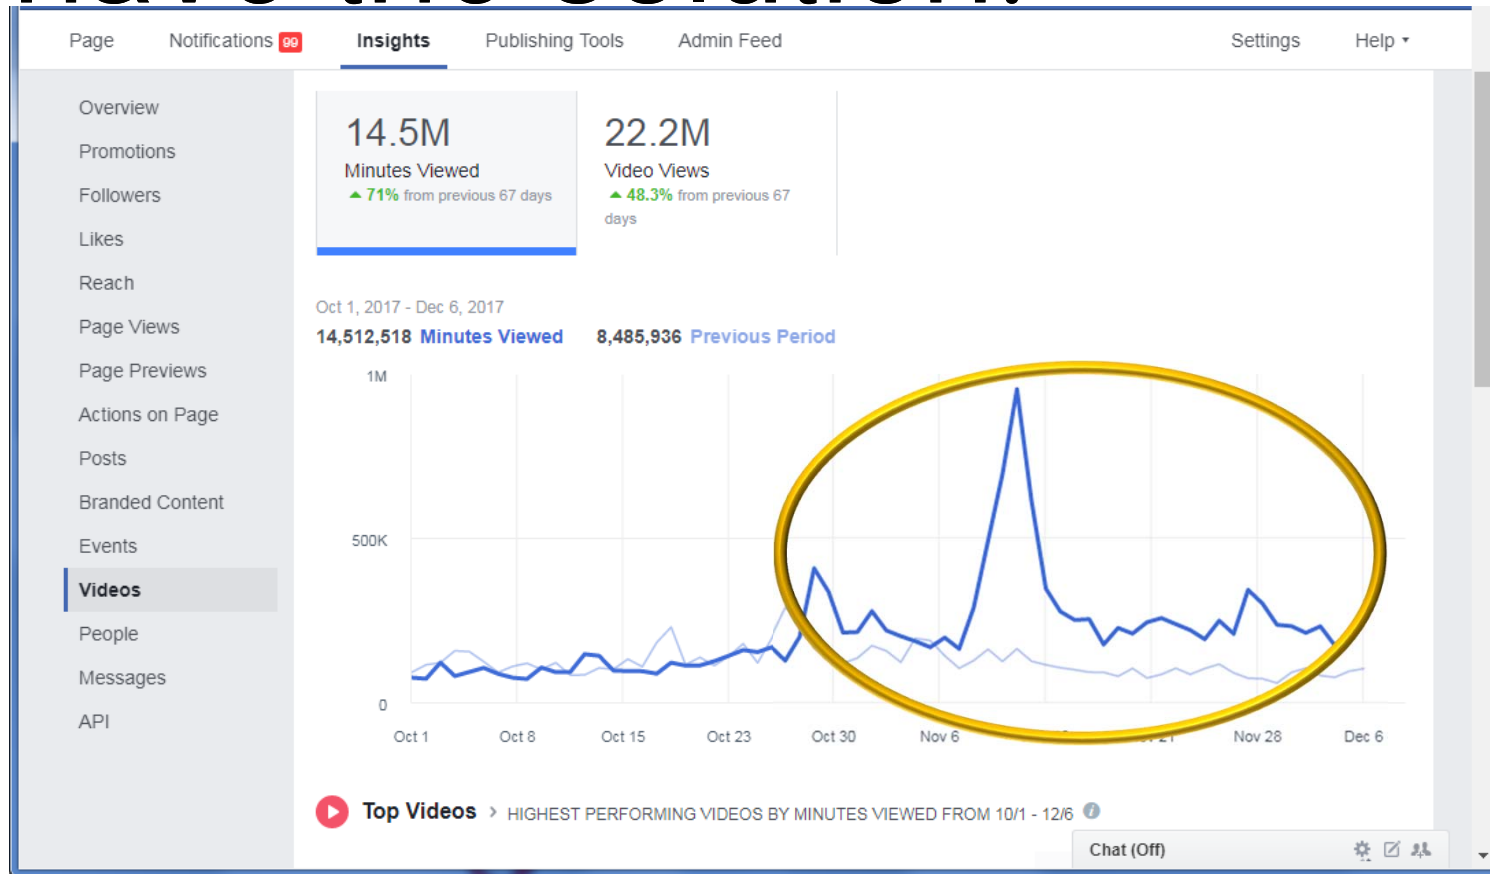 have the solution!
Page Notifications 99 Insights Publishing Tools Admin Feed Settings Help
Overview
Promotions
Followers
Likes
Reach
Page Views
Page Previews
Actions on Page
Posts
Branded Content
Events
Videos
People
Messages
API
14.5M
Minutes Viewed
71% from previous 67 days
22.2M
Video Views
48.3% from previous 67
days
Oct 1, 2017 - Dec 6, 2017
14,512,518 Minutes Viewed 8,485,936 Previous Period
1M
500K
0
Oct 1 Oct 8 Oct 15 Oct 23 Oct 30 Nov 6 Nov 28 Dec 6
Top Videos > HIGHEST PERFORMING VIDEOS BY MINUTES VIEWED FROM 10/1 - 12/6
Chat (Off)